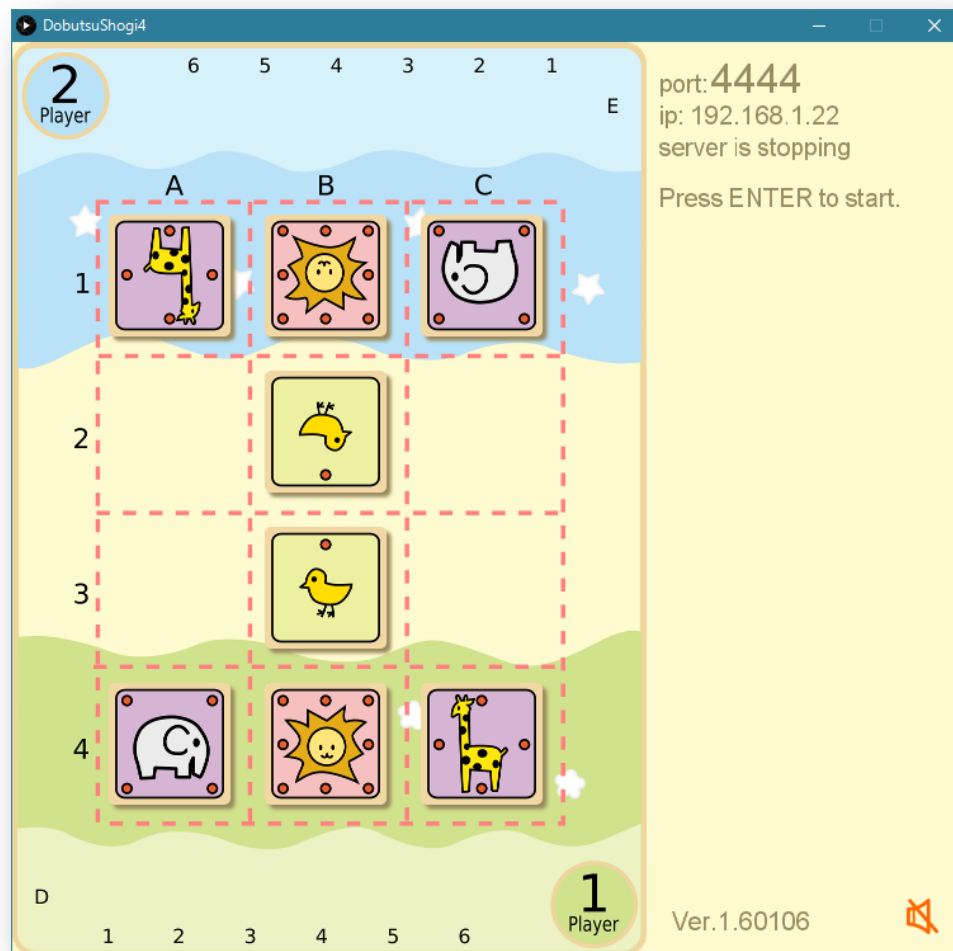 DobutsuShogi4
2
Player
6 5 4 3 2 1
E
port:4444
ip: 192.168.1.22
server is stopping
Press ENTER to start.
A B C
1
2
3
4
D
1 2 3 4 5 6
1
Player
Ver.1.60106